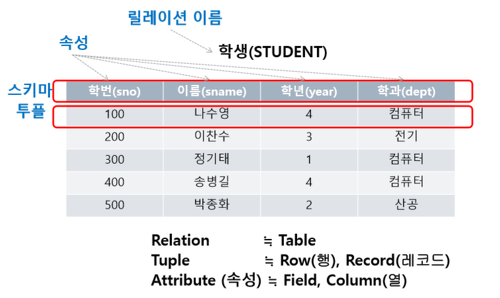 릴레이션 이름
속성
학생(STUDENT)
스키마
학번(sno) 이름(sname) 학년(year) 학과(dept)
투플
100 나수영 4 컴퓨터
200 이찬수 3 전기
300 정기태 1 컴퓨터
400 송병길 4 컴퓨터
500 박종화 2 산공
Relation ≒ Table
Tuple ≒ Row(행), Record(레코드)
Attribute (속성) ≒ Field, Column(열)